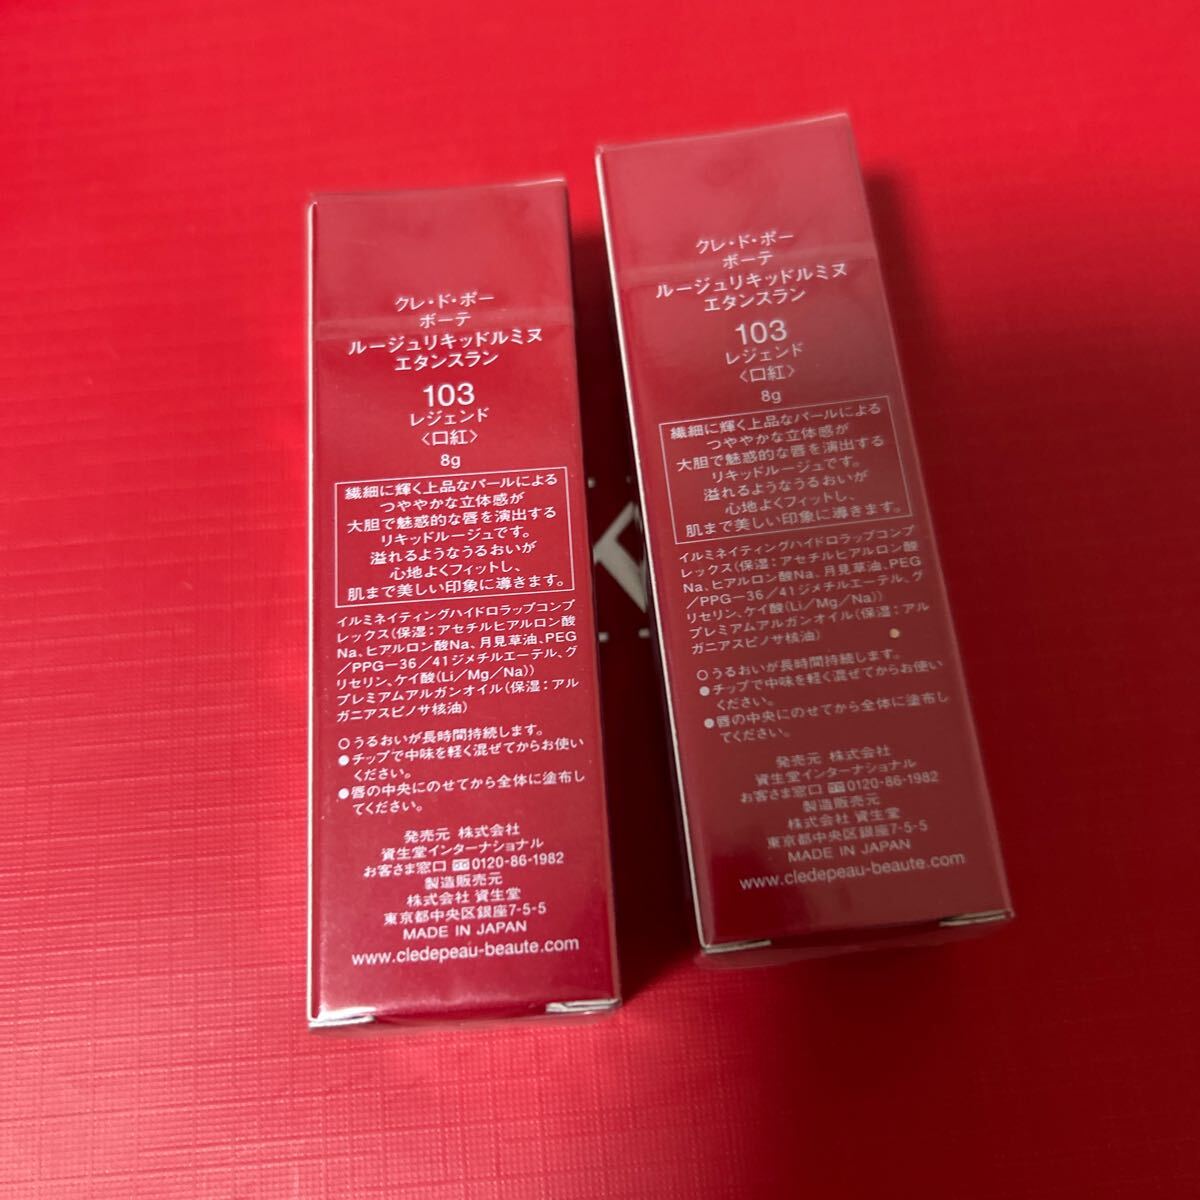 クレ・ド・ポー
ボーテ
ルージュリキッドルミヌ
エタンスラン
103
レジェンド
〈口紅〉
8g
繊細に輝く上品なパールによる
つややかな立体感が
大胆で魅惑的な唇を演出する
リキッドルージュです。
溢れるようなうるおいが
心地よくフィットし、
肌まで美しい印象に導きます。
イルミネイティングハイドロラップコンプ
レックス(保湿:アセチルヒアルロン酸
Na、ヒアルロン酸Na、月見草油、PEG
/PPG-36/41ジメチルエーテル、グ
リセリン、ケイ酸(Li/Mg/Na))
プレミアムアルガンオイル(保湿:アル
ガニアスピノサ核油)
○うるおいが長時間持続します。
●チップで中味を軽く混ぜてからお使い
ください。
●唇の中央にのせてから全体に塗布し
てください。
発売元 株式会社
資生堂インターナショナル
お客さま窓口 0120-86-1982
製造販売元
株式会社 資生堂
東京都中央区銀座7-5-5
MADE IN JAPAN
www.cledepeau-beaute.com
クレ・ド・ポー
ボーテ
ルージュリキッドルミヌ
エタンスラン
103
レジェンド
〈口紅〉
8g
繊細に輝く上品なパールによる
つややかな立体感が
大胆で魅惑的な唇を演出する
リキッドルージュです。
溢れるようなうるおいが
心地よくフィットし、
肌まで美しい印象に導きます。
イルミネイティングハイドロラップコンプ
レックス(保湿:アセチルヒアルロン酸
Na、ヒアルロン酸Na、月見草油、PEG
/PPG-36/41ジメチルエーテル、グ
リセリン、ケイ酸(Li/Mg/Na))
プレミアムアルガンオイル(保湿:アル
ガニアスピノサ核油)
○うるおいが長時間持続します。
●チップで中味を軽く混ぜてからお使い
ください。
●唇の中央にのせてから全体に塗布し
てください。
発売元 株式会社
資生堂インターナショナル
お客さま窓口 0120-86-1982
製造販売元
株式会社 資生堂
東京都中央区銀座7-5-5
MADE IN JAPAN
www.cledepeau-beaute.com